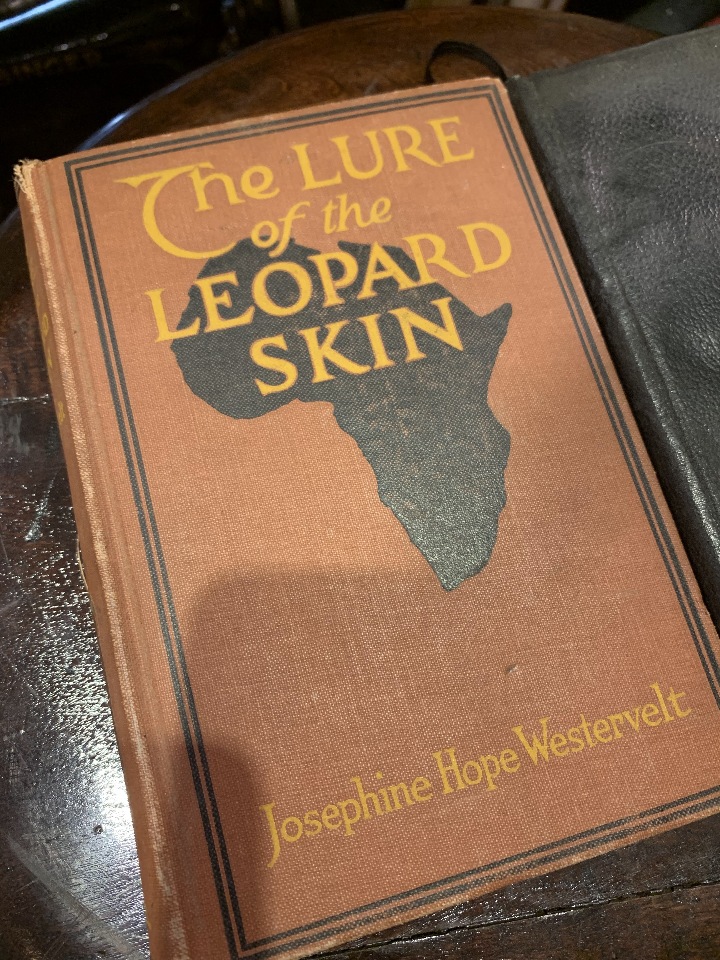 The LURE
of the
LEOPARD
SKIN
Josephine Hope Westervelt